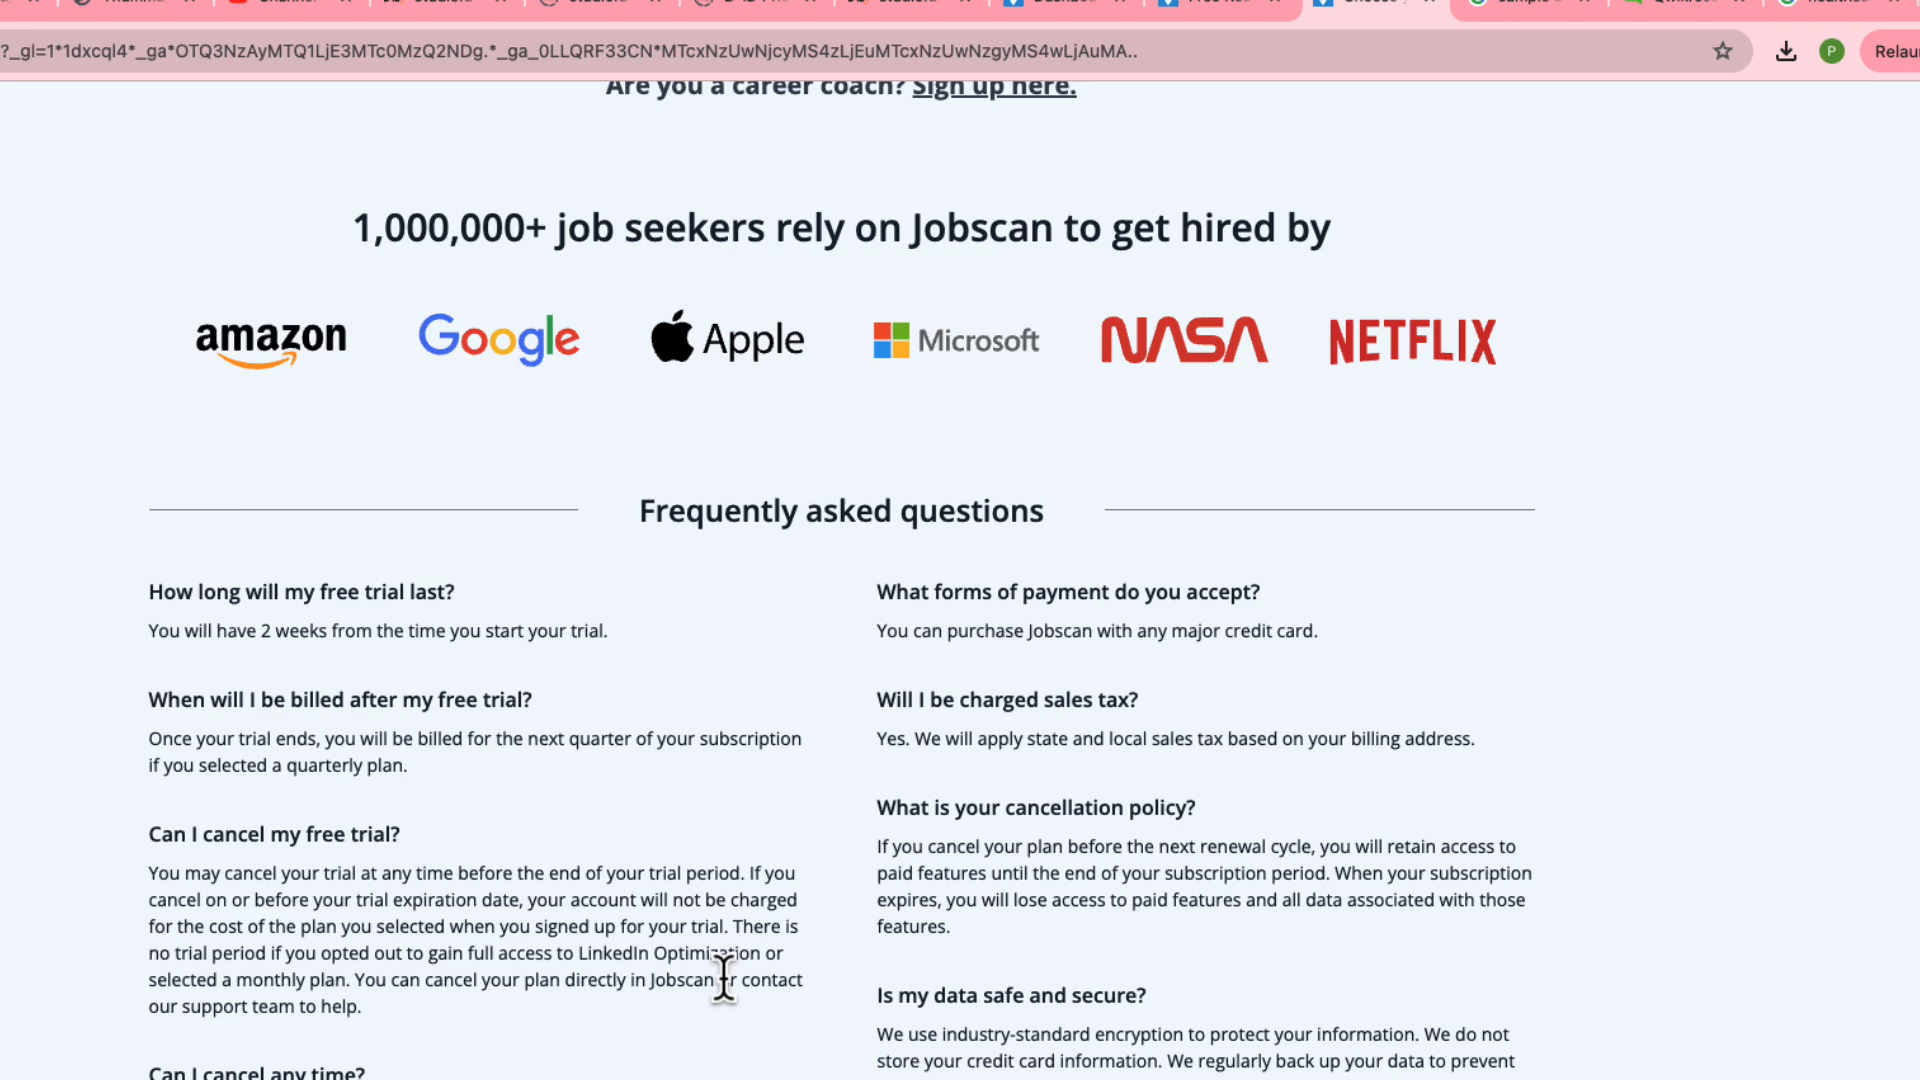 ?_gl=1*1dxcql4*_ga*OTQ3NzAyMTQ1LjE3MTc0MzQ2NDg.*_ga_0LLQRF33CN*MTcxNzUwNjcyMS4zLjEuMTcxNzUwNzgyMS4wLjAuMA..
P
Relau
Are you a career coach? Sign up here.
1,000,000+ job seekers rely on Jobscan to get hired by
amazon Google Apple Microsoft NASA NETFLIX
Frequently asked questions
How long will my free trial last?
You will have 2 weeks from the time you start your trial.
When will I be billed after my free trial?
Once your trial ends, you will be billed for the next quarter of your subscription
if you selected a quarterly plan.
Can I cancel my free trial?
You may cancel your trial at any time before the end of your trial period. If you
cancel on or before your trial expiration date, your account will not be charged
for the cost of the plan you selected when you signed up for your trial. There is
no trial period if you opted out to gain full access to LinkedIn Optimization or
selected a monthly plan. You can cancel your plan directly in Jobscan or contact
our support team to help.
Can I cancel any time?
What forms of payment do you accept?
You can purchase Jobscan with any major credit card.
Will I be charged sales tax?
Yes. We will apply state and local sales tax based on your billing address.
What is your cancellation policy?
If you cancel your plan before the next renewal cycle, you will retain access to
paid features until the end of your subscription period. When your subscription
expires, you will lose access to paid features and all data associated with those
features.
Is my data safe and secure?
We use industry-standard encryption to protect your information. We do not
store your credit card information. We regularly back up your data to prevent